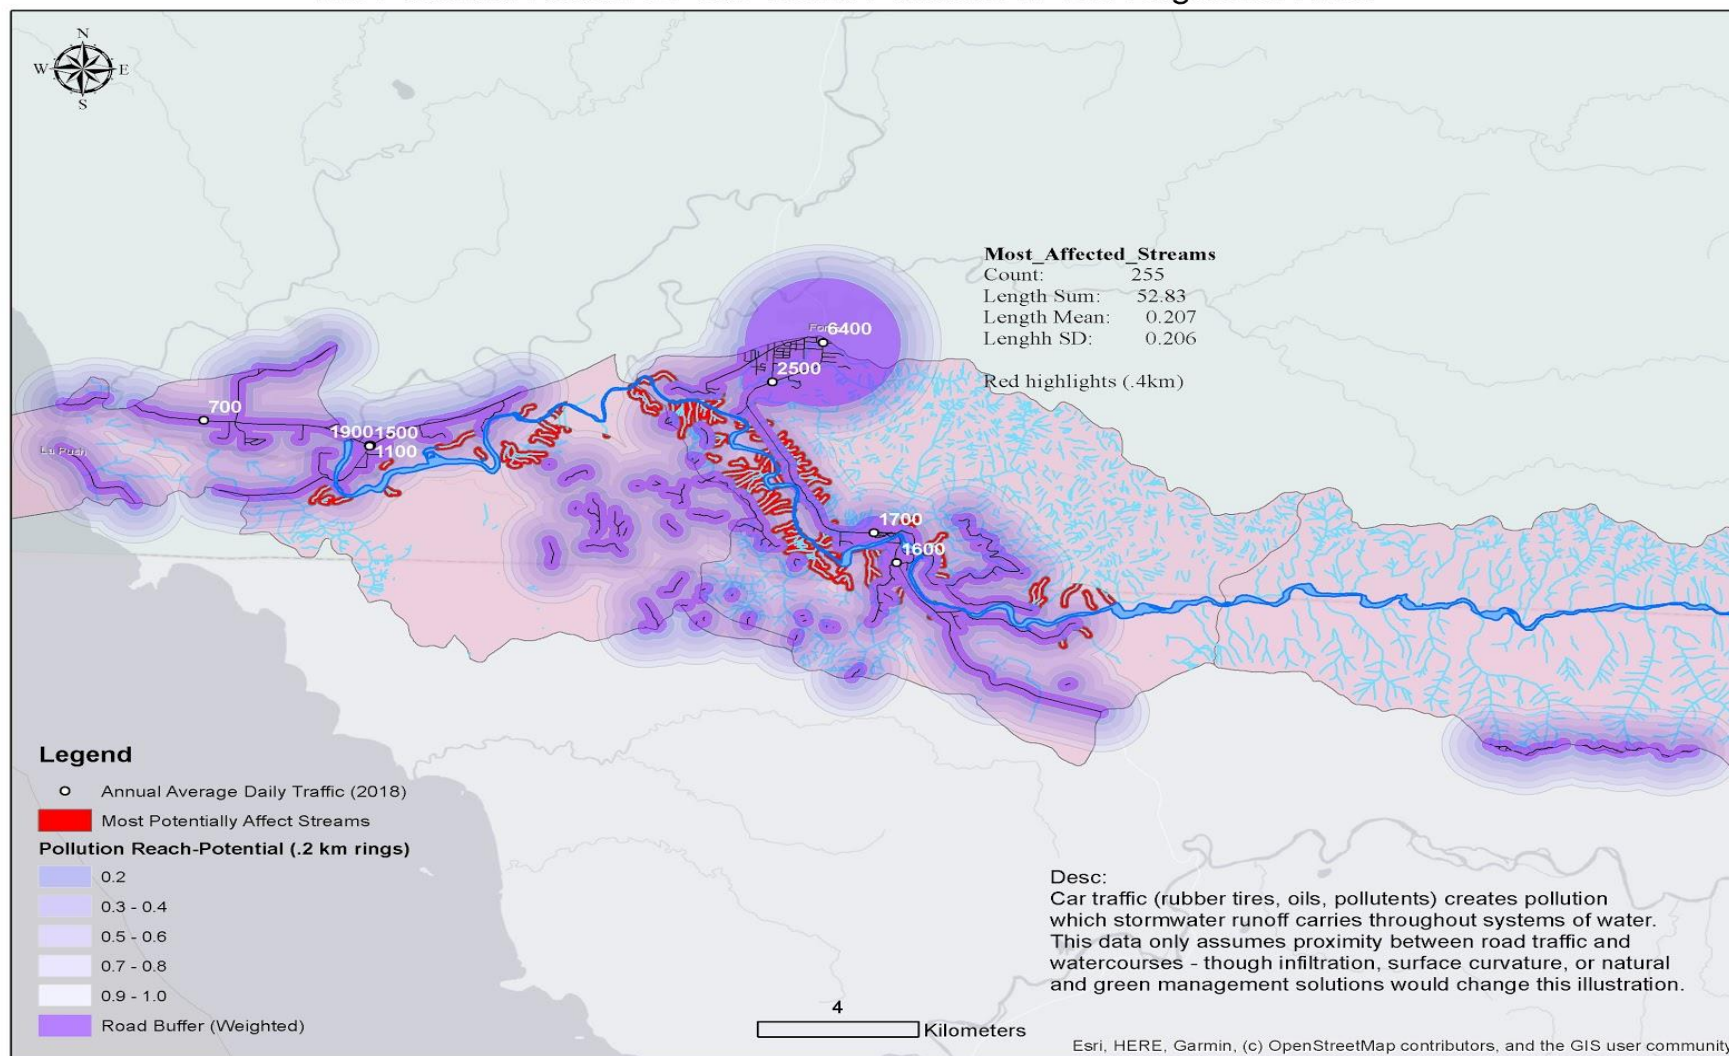 N
W E
S
Most_Affected_Streams
Count: 255
Length Sum: 52.83
Length Mean: 0.207
Lenghh SD: 0.206
Red highlights (.4km)
6400
2500
700
1900 1500
1100
La Push
1700
1600
Legend
Annual Average Daily Traffic (2018)
Most Potentially Affect Streams
Pollution Reach-Potential (.2 km rings)
0.2
0.3 - 0.4
0.5 - 0.6
0.7 - 0.8
0.9 - 1.0
Road Buffer (Weighted)
Desc:
Car traffic (rubber tires, oils, pollutents) creates pollution
which stormwater runoff carries throughout systems of water.
This data only assumes proximity between road traffic and
watercourses - though infiltration, surface curvature, or natural
and green management solutions would change this illustration.
4
Kilometers
Esri, HERE, Garmin, (c) OpenStreetMap contributors, and the GIS user community